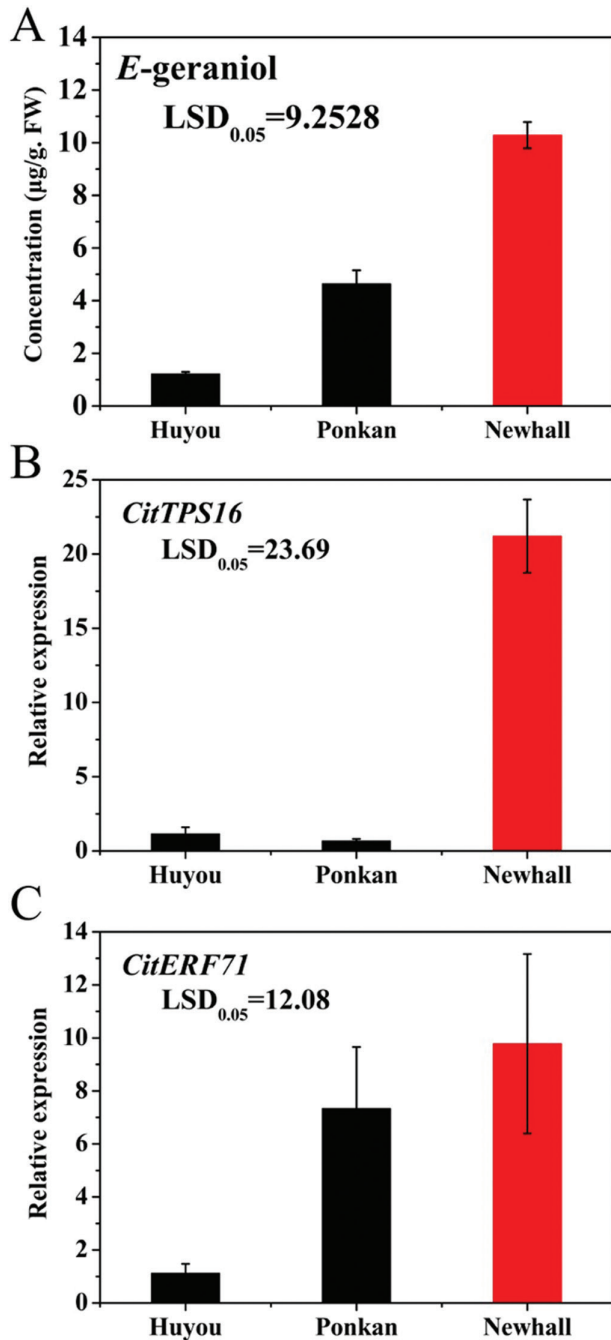 A
E-geraniol
LSD0.05=9.2528
Concentration (µg/g. FW)
14
12
10
8
6
4
2
0
Huyou Ponkan Newhall
B
CitTPS16
LSD0.05=23.69
Relative expression
25
20
15
10
5
0
Huyou Ponkan Newhall
C
CitERF71
LSD0.05=12.08
Relative expression
14
12
10
8
6
4
2
0
Huyou Ponkan Newhall